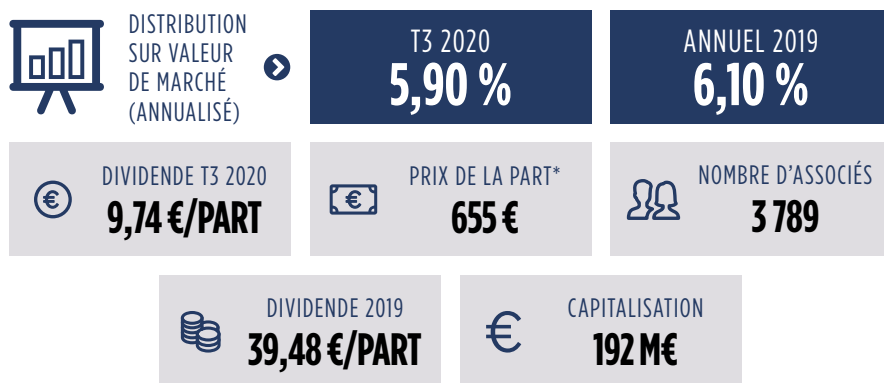 DISTRIBUTION
SUR VALEUR
DE MARCHÉ
(ANNUALISÉ)
T3 2020
5,90 %
ANNUEL 2019
6,10 %
DIVIDENDE T3 2020
9,74 €/PART
PRIX DE LA PART*
655 €
NOMBRE D'ASSOCIÉS
3 789
DIVIDENDE 2019
39,48 €/PART
CAPITALISATION
192 M€